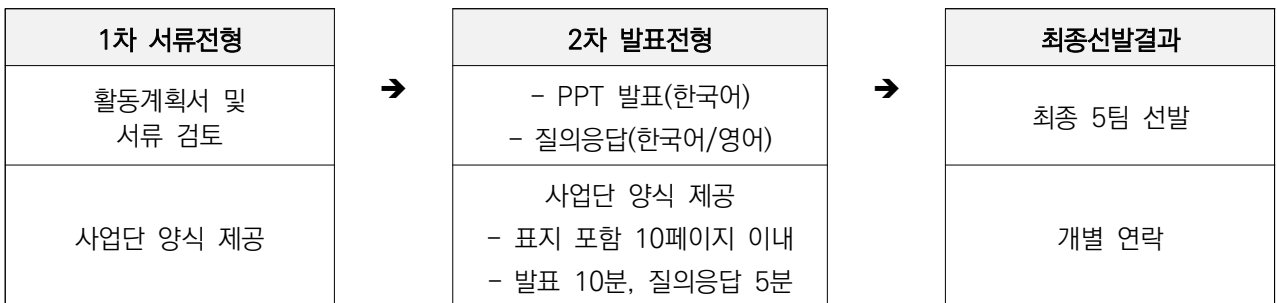 1차 서류전형
활동계획서 및
서류 검토
사업단 양식 제공
➔
2차 발표전형
- PPT 발표(한국어)
- 질의응답(한국어/영어)
사업단 양식 제공
- 표지 포함 10페이지 이내
- 발표 10분, 질의응답 5분
➔
최종선발결과
최종 5팀 선발
개별 연락